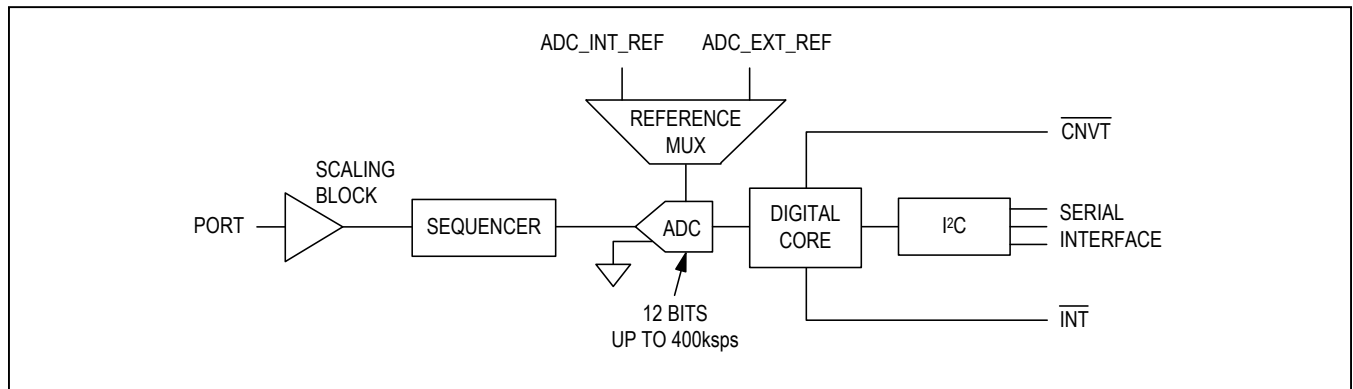 ADC_INT_REF
ADC_EXT_REF
REFERENCE
MUX
CNVT
SCALING
BLOCK
PORT
SEQUENCER
ADC
DIGITAL
CORE
I²C
SERIAL
INTERFACE
12 BITS
UP TO 400ksps
INT